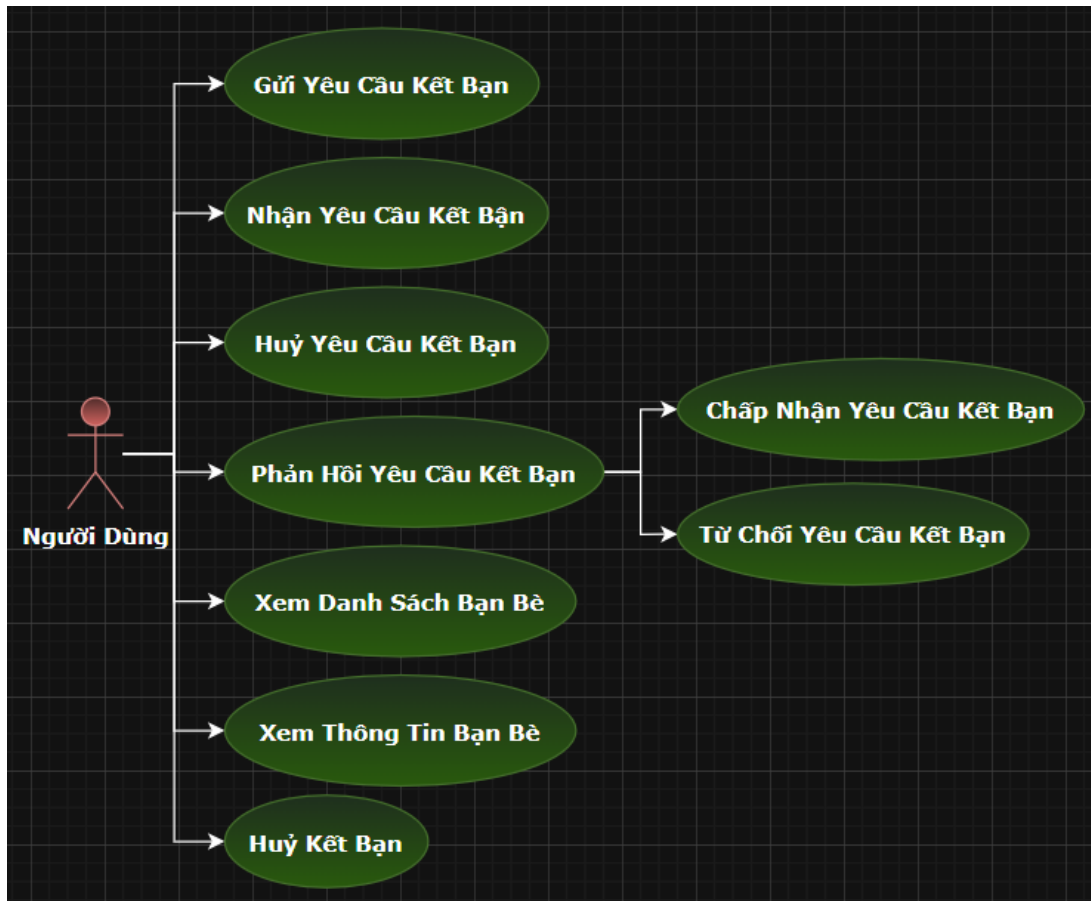 Gửi Yêu Cầu Kết Bạn
Nhận Yêu Cầu Kết Bận
Huỷ Yêu Cầu Kết Bạn
Phản Hồi Yêu Cầu Kết Bạn
Chấp Nhận Yêu Cầu Kết Bạn
Từ Chối Yêu Cầu Kết Bạn
Người Dùng
Xem Danh Sách Bạn Bè
Xem Thông Tin Bạn Bè
Huỷ Kết Bạn